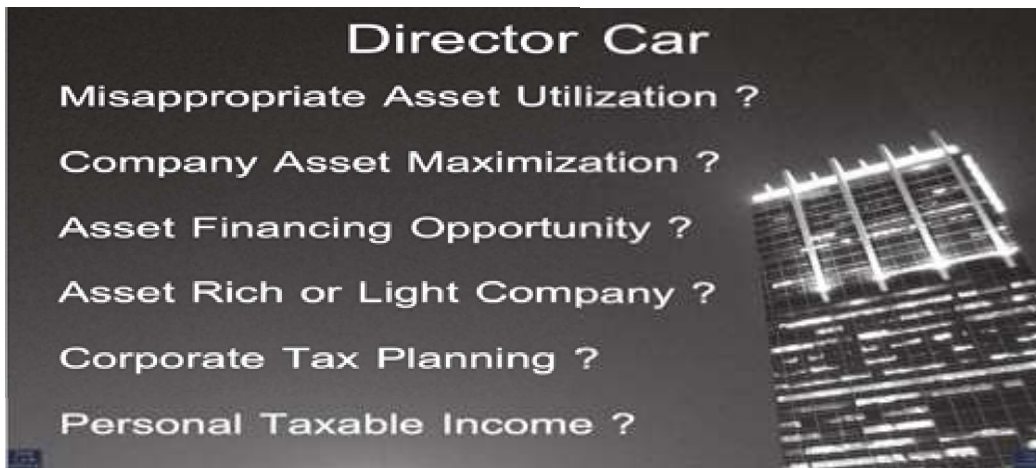 Director Car
Misappropriate Asset Utilization ?
Company Asset Maximization ?
Asset Financing Opportunity ?
Asset Rich or Light Company ?
Corporate Tax Planning ?
Personal Taxable Income ?